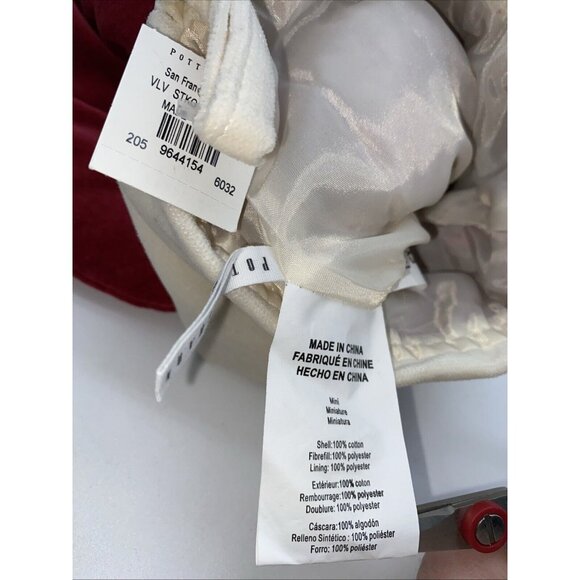 POTT
San Franc
VLV STKG
MA
205 9644154 6032
POT
MADE IN CHINA
FABRIQUÉ EN CHINE
HECHO EN CHINA
Mini
Miniature
Miniatura
Shell:100% cotton
Fibrefill: 100% polyester
Lining: 100% polyester
Extérieur:100% coton
Rembourrage:100% polyester
Doublure: 100% polyester
Cáscara:100% algodón
Relleno Sintético : 100% poliéster
Forro: 100% poliéster